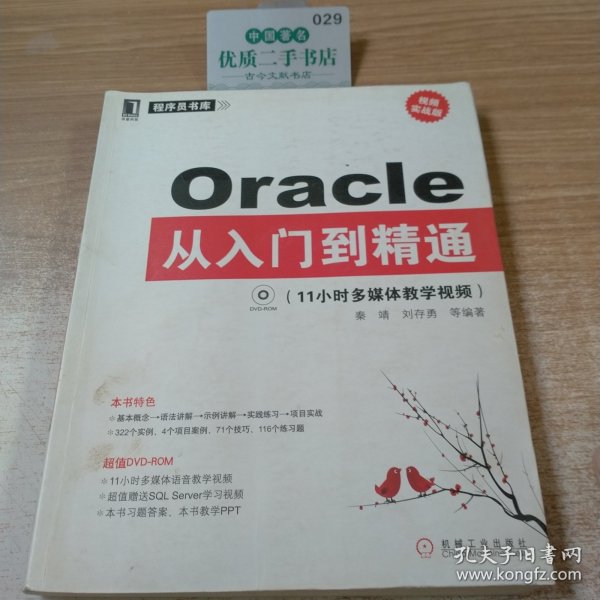 029
中国著名
优质二手书店
古今文献书店
程序员书库
视频
实战版
Oracle
从入门到精通
DVD-ROM
(11小时多媒体教学视频)
秦 靖 刘存勇 等编著
本书特色
※基本概念→语法讲解→示例讲解→实践练习→项目实战
※322个实例、4个项目案例、71个技巧、116个练习题
超值DVD-ROM
※11小时多媒体语音教学视频
※超值赠送SQL Server学习视频
※本书习题答案、本书教学PPT
机械工业出版社
China Machine Press
孔夫子旧书网
www.kongfz.com